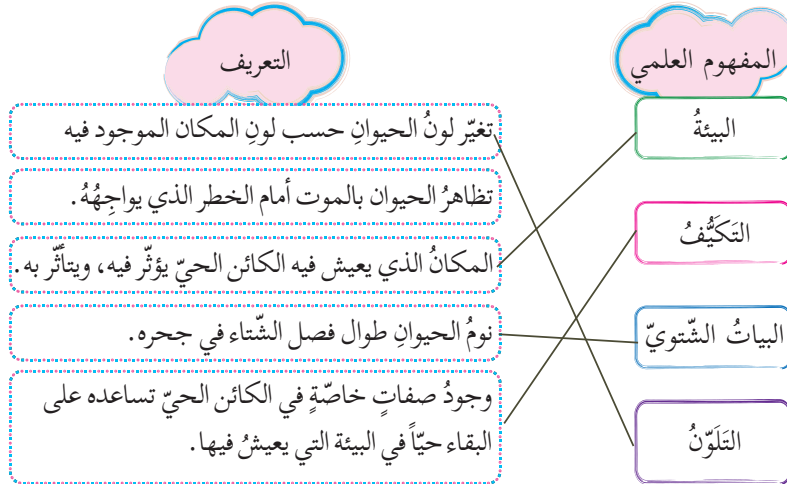 المفهوم العلمي
التعريف
البيئةُ
تغيّر لونُ الحيوانِ حسب لونِ المكان الموجود فيه
تظاهرُ الحيوان بالموت أمام الخطر الذي يواجِهُهُ.
التَكَيُّفُ
المكانُ الذي يعيش فيه الكائن الحيّ يؤثّر فيه، ويتأثّر به.
البياتُ الشّتويّ
نومُ الحيوانِ طوال فصل الشّتاء في جحره.
التَلَوّنُ
وجودُ صفاتٍ خاصّةٍ في الكائن الحيّ تساعده على
البقاء حيّاً في البيئة التي يعيشُ فيها.